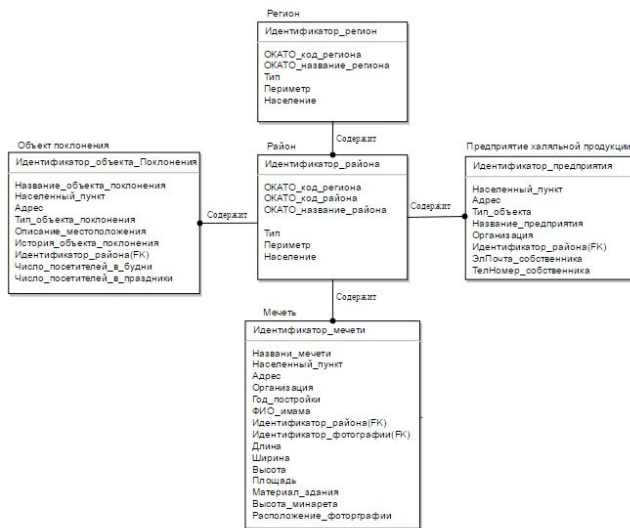 Регион
Идентификатор_регион
ОКАТО_код_региона
ОКАТО_название_региона
Тип
Периметр
Население
Содержит
Объект поклонения
Идентификатор_объекта_Поклонения
Название_объекта_поклонения
Населенный_пункт
Адрес
Тип_объекта_поклонения
Описание_местоположения
История_объекта_поклонения
Идентификатор_района(FK)
Число_посетителей_в_будни
Число_посетителей_в_праздники
Содержит
Район
Идентификатор_района
ОКАТО_код_региона
ОКАТО_код_района
ОКАТО_название_района
Тип
Периметр
Население
Содержит
Предприятие халяльной продукции
Идентификатор_предприятия
Населенный_пункт
Адрес
Тип_объекта
Название_предприятия
Организация
Идентификатор_района(FK)
ЭлПочта_собственника
ТелНомер_собственника
Содержит
Мечеть
Идентификатор_мечети
Названи_мечети
Населенный_пункт
Адрес
Организация
Год_постройки
ФИО_имама
Идентификатор_района(FK)
Идентификатор_фотографии(FK)
Длина
Ширина
Высота
Площадь
Материал_здания
Высота_минарета
Расположение_фоторграфии